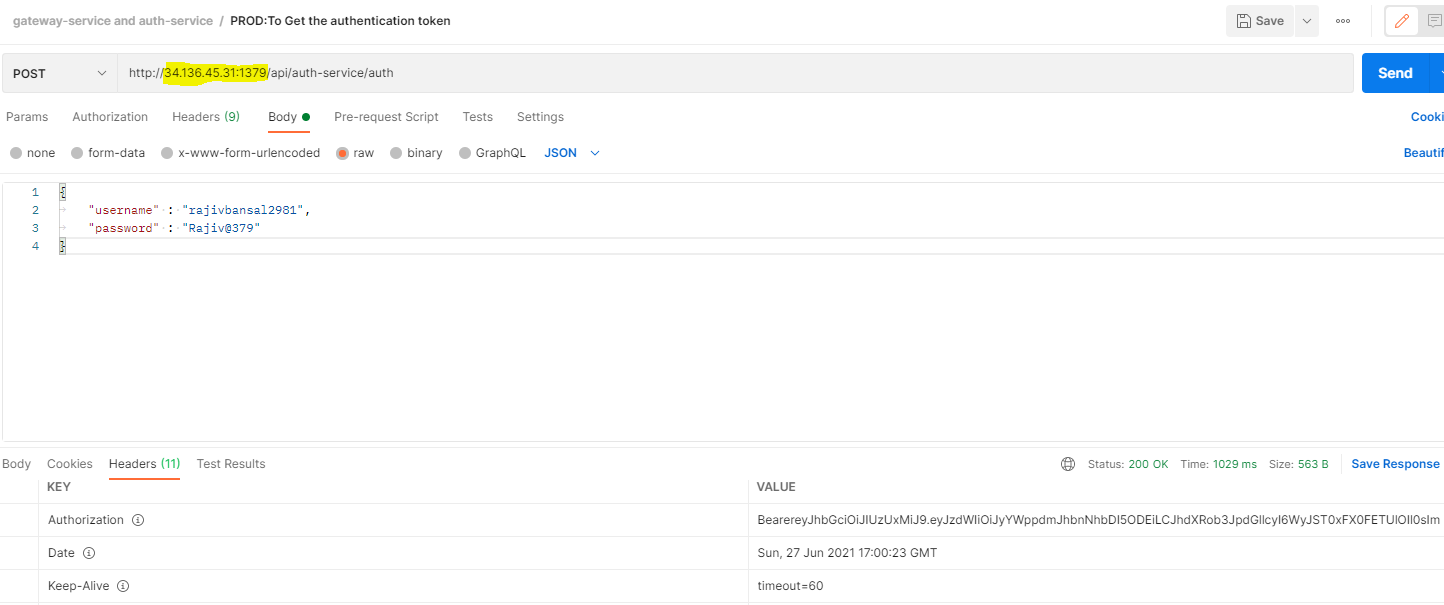 gateway-service and auth-service / PROD:To Get the authentication token
Save
POST
http://34.136.45.31:1379/api/auth-service/auth
Send
Params Authorization Headers (9) Body Pre-request Script Tests Settings Cooki
none form-data x-www-form-urlencoded raw binary GraphQL JSON Beautif
1 {
2 "username" : "rajivbansal2981",
3 "password" : "Rajiv@379"
4 }
Body Cookies Headers (11) Test Results Status: 200 OK Time: 1029 ms Size: 563 B Save Response
KEY VALUE
Authorization
Date Sun, 27 Jun 2021 17:00:23 GMT
Keep-Alive timeout=60